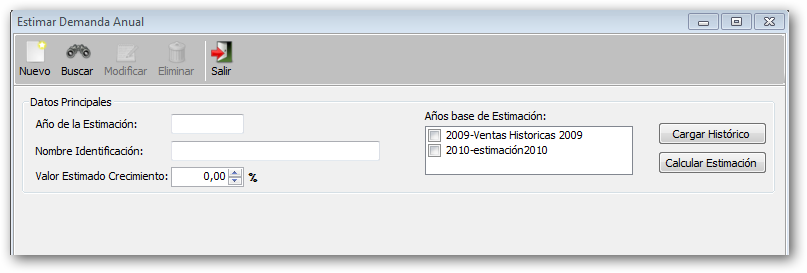 Estimar Demanda Anual
Nuevo Buscar Modificar Eliminar Salir
Datos Principales
Año de la Estimación:
Nombre Identificación:
Valor Estimado Crecimiento: 0,00 %
Años base de Estimación:
2009-Ventas Historicas 2009
2010-estimación2010
Cargar Histórico
Calcular Estimación